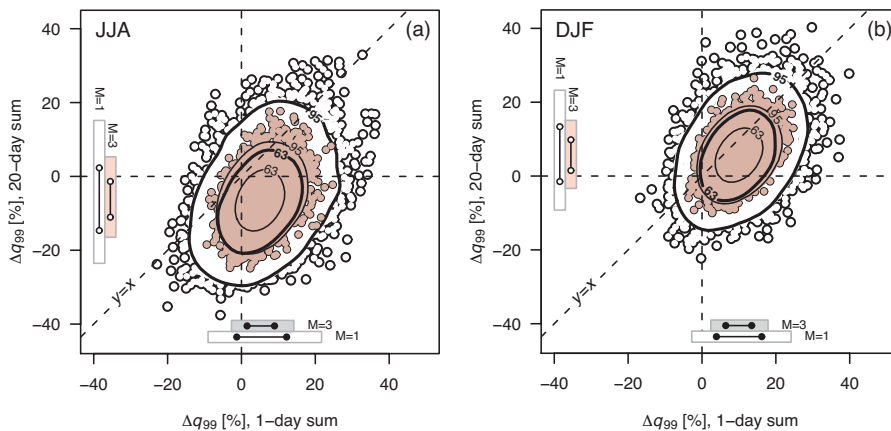 JJA
(a)
40
20
0
−20
−40
Δq99 [%], 20−day sum
M=1
M=3
95
95
63
63
y=x
M=3
M=1
−40 −20 0 20 40
Δq99 [%], 1−day sum
DJF
(b)
40
20
0
−20
−40
Δq99 [%], 20−day sum
M=1
M=3
95
95
63
63
y=x
M=3
M=1
−40 −20 0 20 40
Δq99 [%], 1−day sum